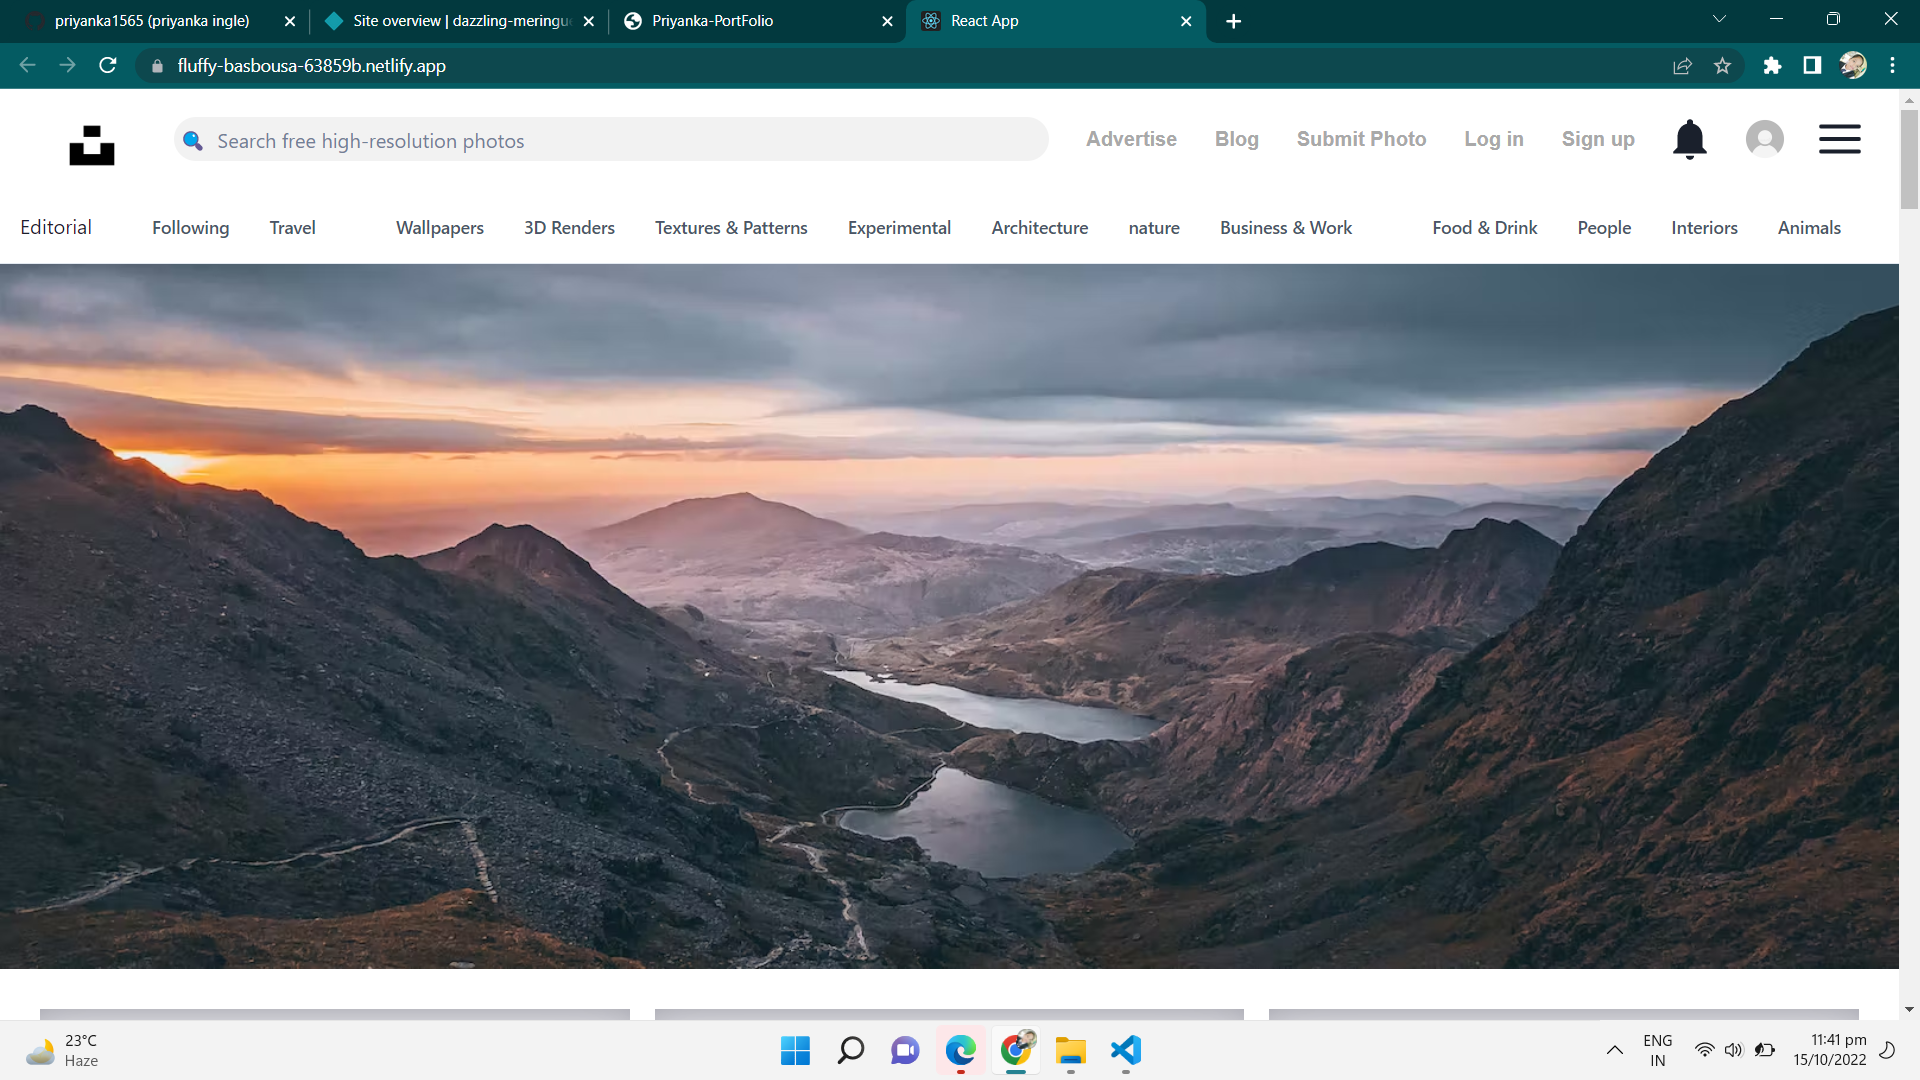 priyanka1565 (priyanka ingle)
Site overview | dazzling-meringue
Priyanka-PortFolio
React App
fluffy-basbousa-63859b.netlify.app
Search free high-resolution photos
Advertise Blog Submit Photo Log in Sign up
Editorial Following Travel Wallpapers 3D Renders Textures & Patterns Experimental Architecture nature Business & Work Food & Drink People Interiors Animals
23°C
Haze
ENG
IN
11:41 pm
15/10/2022